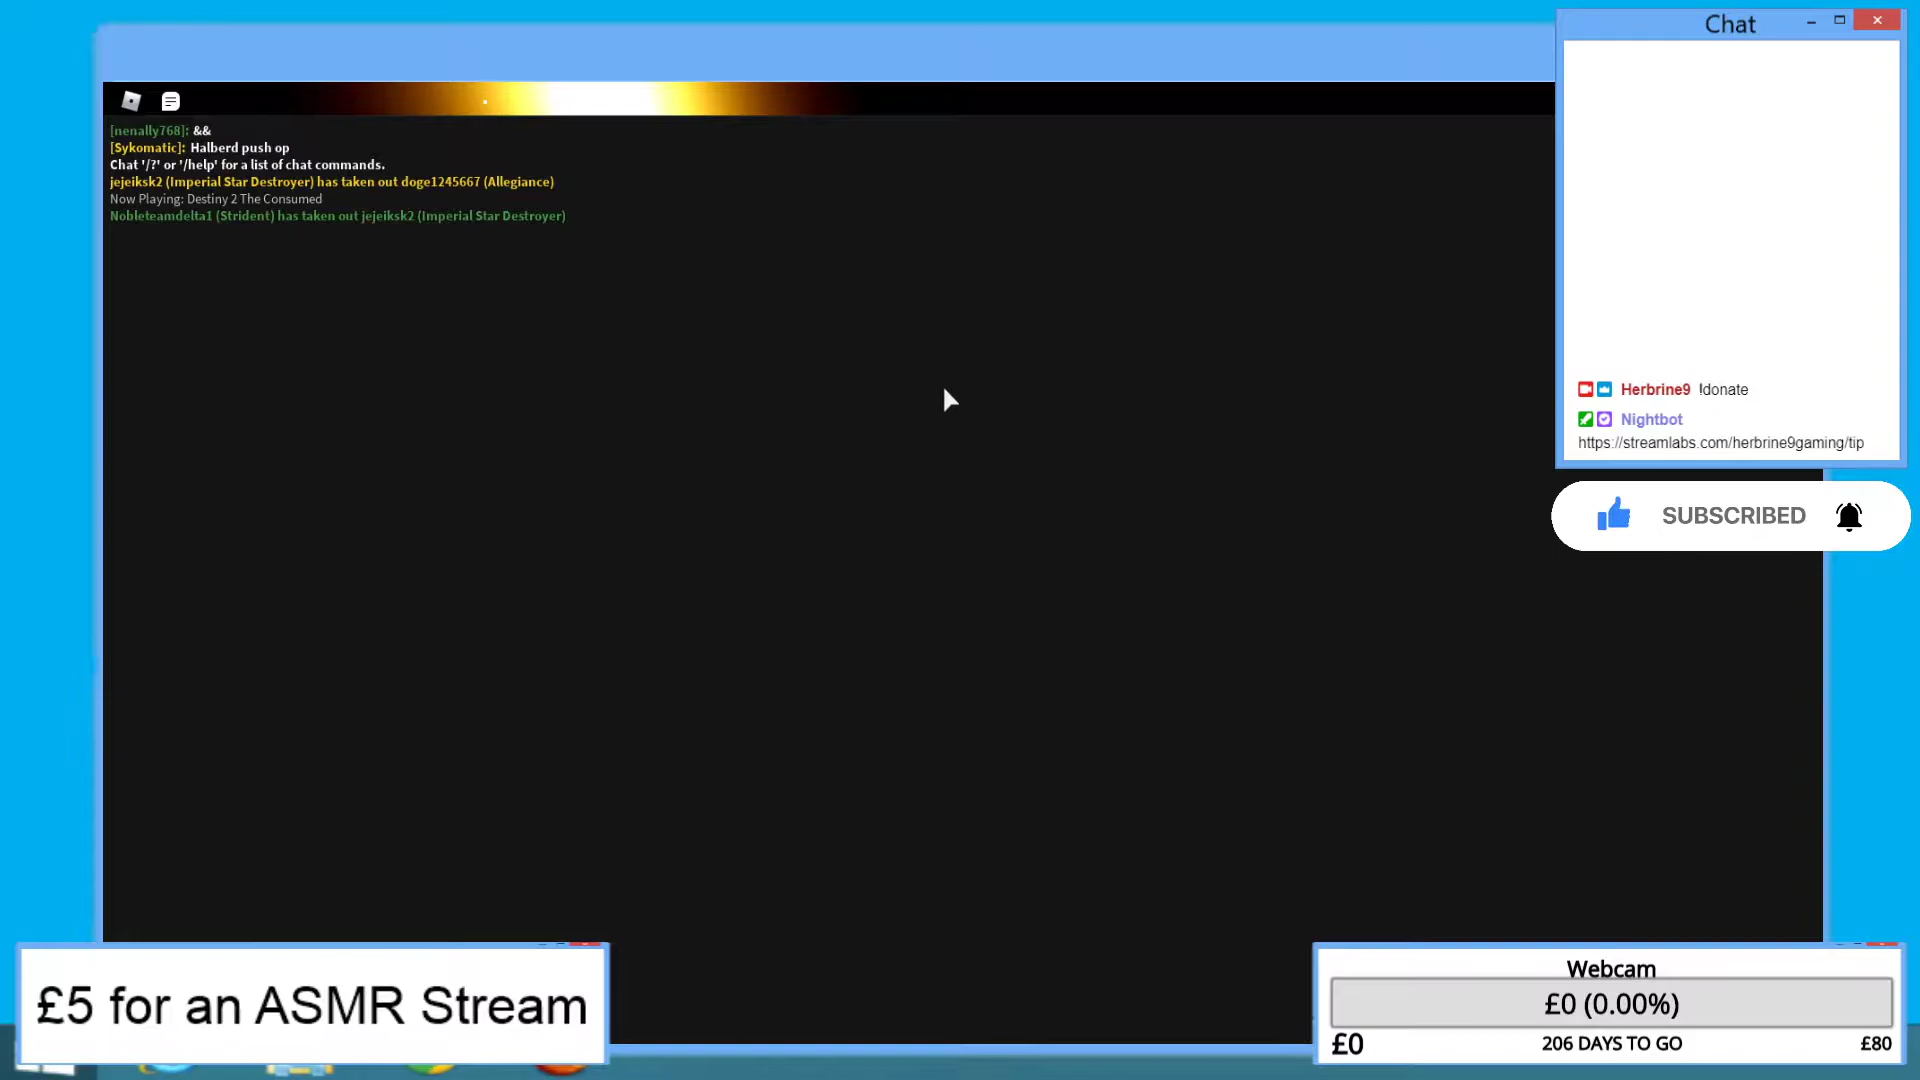 Chat
[nenally768]: &&
[Sykomatic]: Halberd push op
Chat '/?' or '/help' for a list of chat commands.
jejeiksk2 (Imperial Star Destroyer) has taken out doge1245667 (Allegiance)
Now Playing: Destiny 2 The Consumed
Nobleteamdelta1 (Strident) has taken out jejeiksk2 (Imperial Star Destroyer)
Herbrine9 !donate
Nightbot
https://streamlabs.com/herbrine9gaming/tip
SUBSCRIBED
£5 for an ASMR Stream
Webcam
£0 (0.00%)
£0 206 DAYS TO GO £80